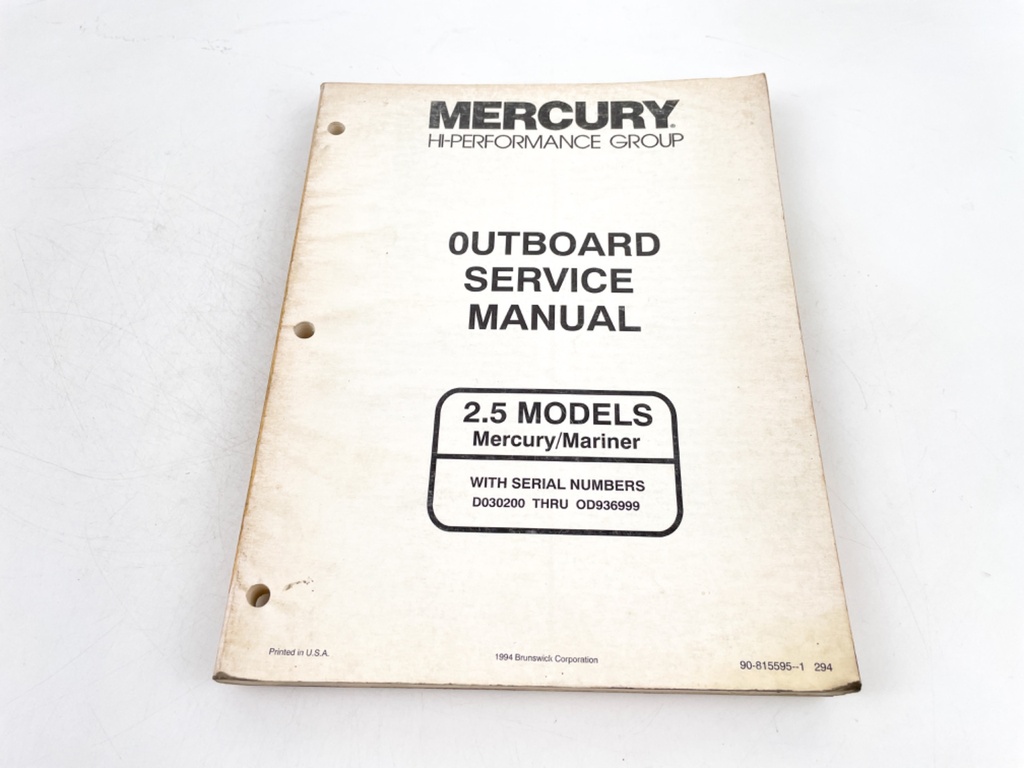 MERCURY
HI-PERFORMANCE GROUP
0UTBOARD
SERVICE
MANUAL
2.5 MODELS
Mercury/Mariner
WITH SERIAL NUMBERS
D030200 THRU OD936999
Printed in U.S.A.
1994 Brunswick Corporation
90-815595--1 294